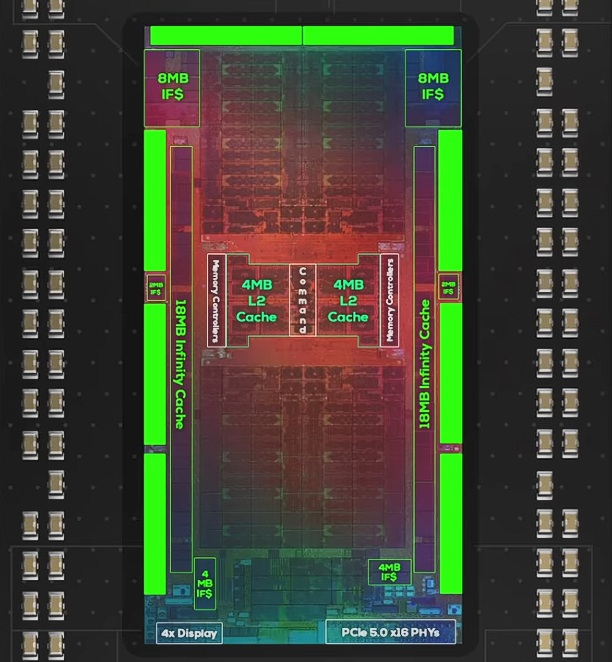 8MB
IF$
8MB
IF$
Memory Controllers
4MB
L2
Cache
Command
4MB
L2
Cache
Memory Controllers
2MB
IF$
2MB
IF$
18MB Infinity Cache
18MB Infinity Cache
4
MB
IF$
4MB
IF$
4x Display
PCIe 5.0 x16 PHYs